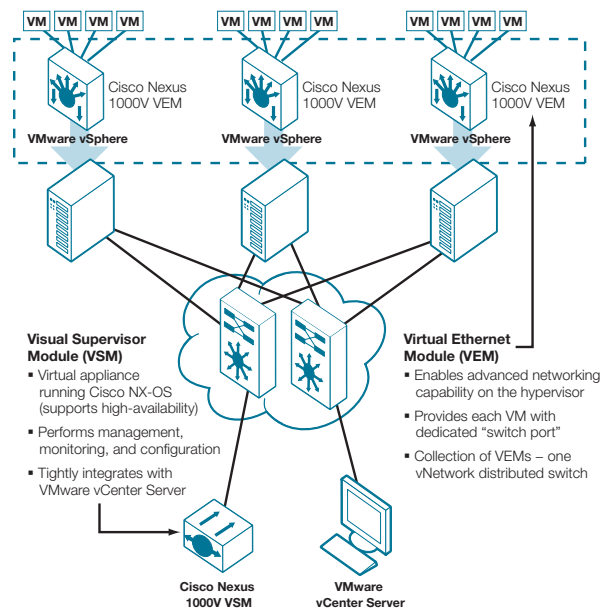 VM VM VM VM
VM VM VM VM
VM VM VM VM
Cisco Nexus
1000V VEM
Cisco Nexus
1000V VEM
Cisco Nexus
1000V VEM
VMware vSphere
VMware vSphere
VMware vSphere
Visual Supervisor
Module (VSM)
▪ Virtual appliance
running Cisco NX-OS
(supports high-availability)
▪ Performs management,
monitoring, and configuration
▪ Tightly integrates with
VMware vCenter Server
Virtual Ethernet
Module (VEM)
▪ Enables advanced networking
capability on the hypervisor
▪ Provides each VM with
dedicated “switch port”
▪ Collection of VEMs – one
vNetwork distributed switch
Cisco Nexus
1000V VSM
VMware
vCenter Server